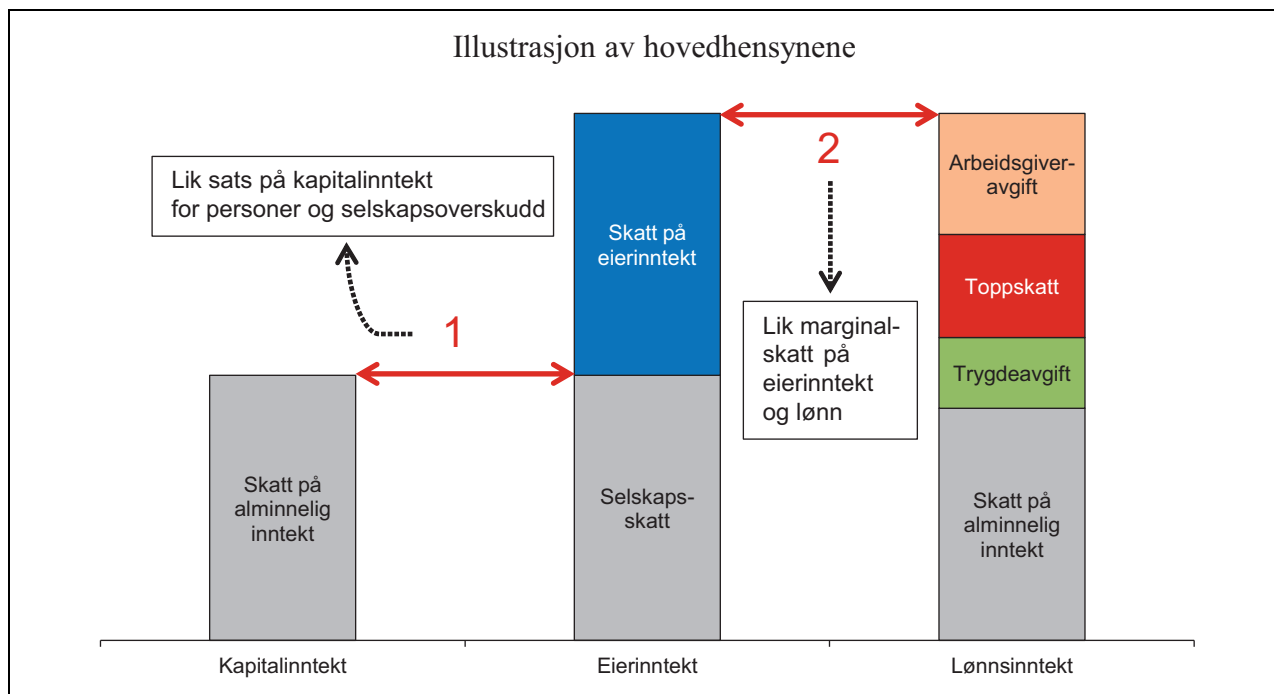 Illustrasjon av hovedhensynene
Lik sats på kapitalinntekt
for personer og selskapsoverskudd
1
2
Lik marginal-
skatt på
eierinntekt
og lønn
Skatt på
alminnelig
inntekt
Skatt på
eierinntekt
Selskaps-
skatt
Arbeidsgiver-
avgift
Toppskatt
Trygdeavgift
Skatt på
alminnelig
inntekt
Kapitalinntekt
Eierinntekt
Lønnsinntekt